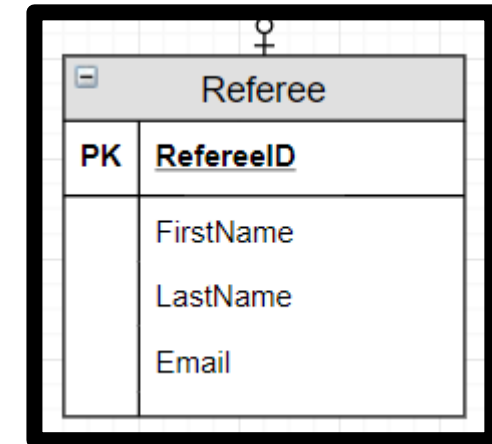 Referee
PK RefereeID
FirstName
LastName
Email